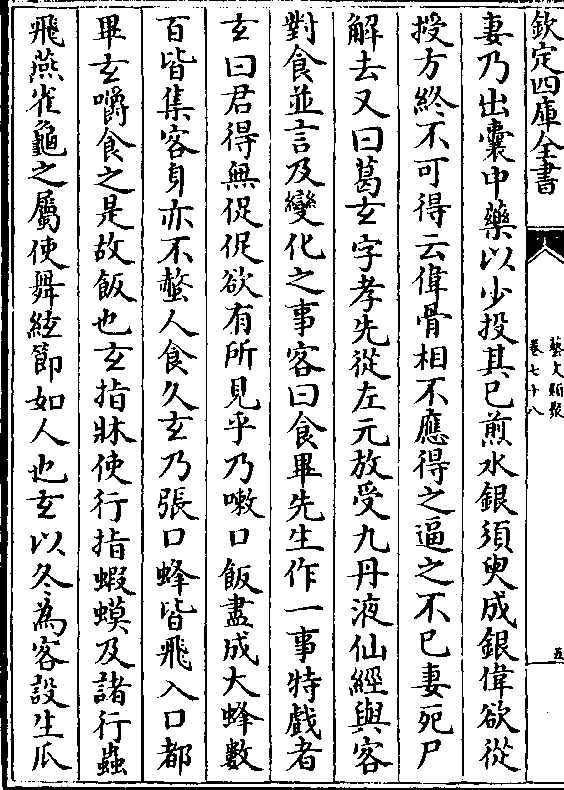 欽定四庫全書
藝文類聚
卷七十八
五
妻乃出囊中藥以少投其已煎水銀須臾成銀偉欲從
授方終不可得云偉骨相不應得之逼之不已妻死尸
解去又曰葛玄字孝先從左元放受九丹液仙經與客
對食並言及變化之事客曰食畢先生作一事特戲者
玄曰君得無促促欲有所見乎乃嗽口飯盡成大蜂數
百皆集客身亦不螫人食久玄乃張口蜂皆飛入口都
畢玄嚼食之是故飯也玄指牀使行指蝦蟆及諸行蟲
飛燕雀龜之屬使舞絃節如人也玄以冬為客設生瓜